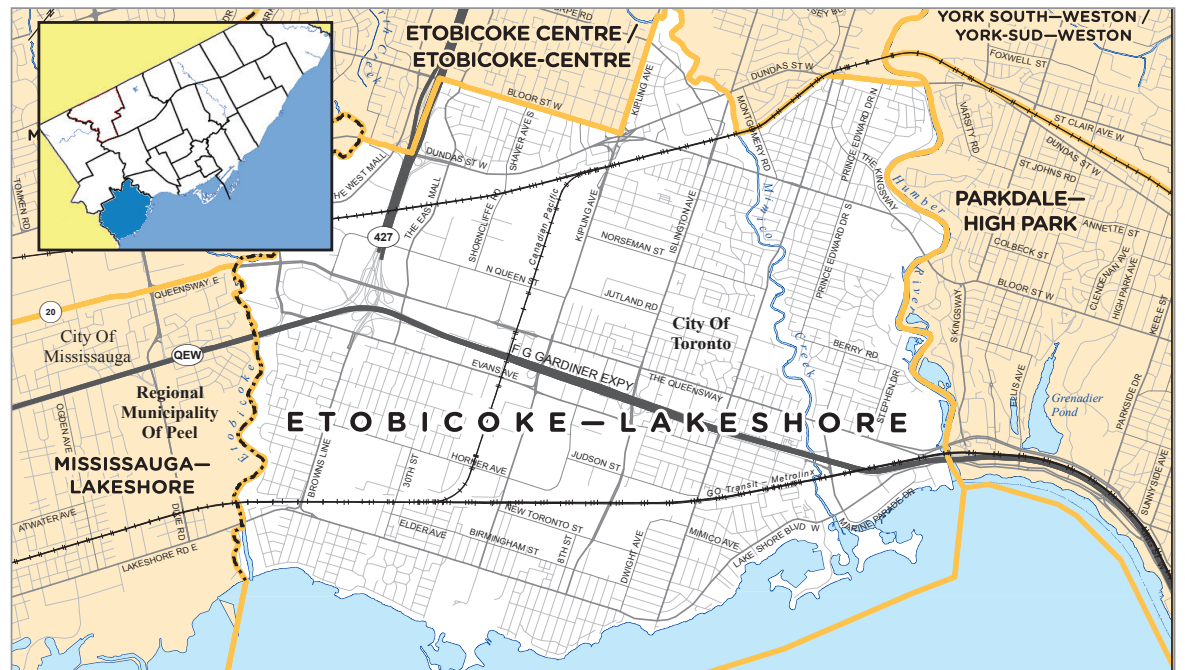 ETOBICOKE CENTRE /
ETOBICOKE-CENTRE
YORK SOUTH—WESTON /
YORK-SUD—WESTON
FOXWELL ST
DUNDAS ST W
BLOOR ST W
KIPLING AVE
SHAVER AVE S
MONTGOMERY RD
PRINCE EDWARD DR N
VARSITY RD
ST CLAIR AVE W
DUNDAS ST W
ST JOHNS RD
THE KINGSWAY
DUNDAS ST W
THE WEST MALL
THE EAST MALL
TOMKEN RD
Humber
River
PARKDALE—
HIGH PARK
ANNETTE ST
COLBECK ST
CLENDENAN AVE
HIGH PARK AVE
KEELE ST
BLOOR ST W
S KINGSWAY
Mimico
Creek
SHORNCLIFFE RD
Canadian Pacific
KIPLING AVE
ISLINGTON AVE
PRINCE EDWARD DR S
427
NORSEMAN ST
N QUEEN ST
JUTLAND RD
QUEENSWAY E
20
City Of
Mississauga
QEW
City Of
Toronto
F G GARDINER EXPY
EVANS AVE
THE QUEENSWAY
BERRY RD
STEPHEN DR
ELLIS AVE
Grenadier
Pond
PARKSIDE DR
SUNNYSIDE AVE
Regional
Municipality
Of Peel
OGDEN AVE
Etobicoke
ETOBICOKE—LAKESHORE
MISSISSAUGA—
LAKESHORE
BROWNS LINE
30TH ST
HORNER AVE
JUDSON ST
GO Transit – Metrolinx
ATWATER AVE
DIXIE RD
LAKESHORE RD E
ELDER AVE
BIRMINGHAM ST
NEW TORONTO ST
8TH ST
DWIGHT AVE
MIMICO AVE
LAKE SHORE BLVD W
MARINE PARADE DR